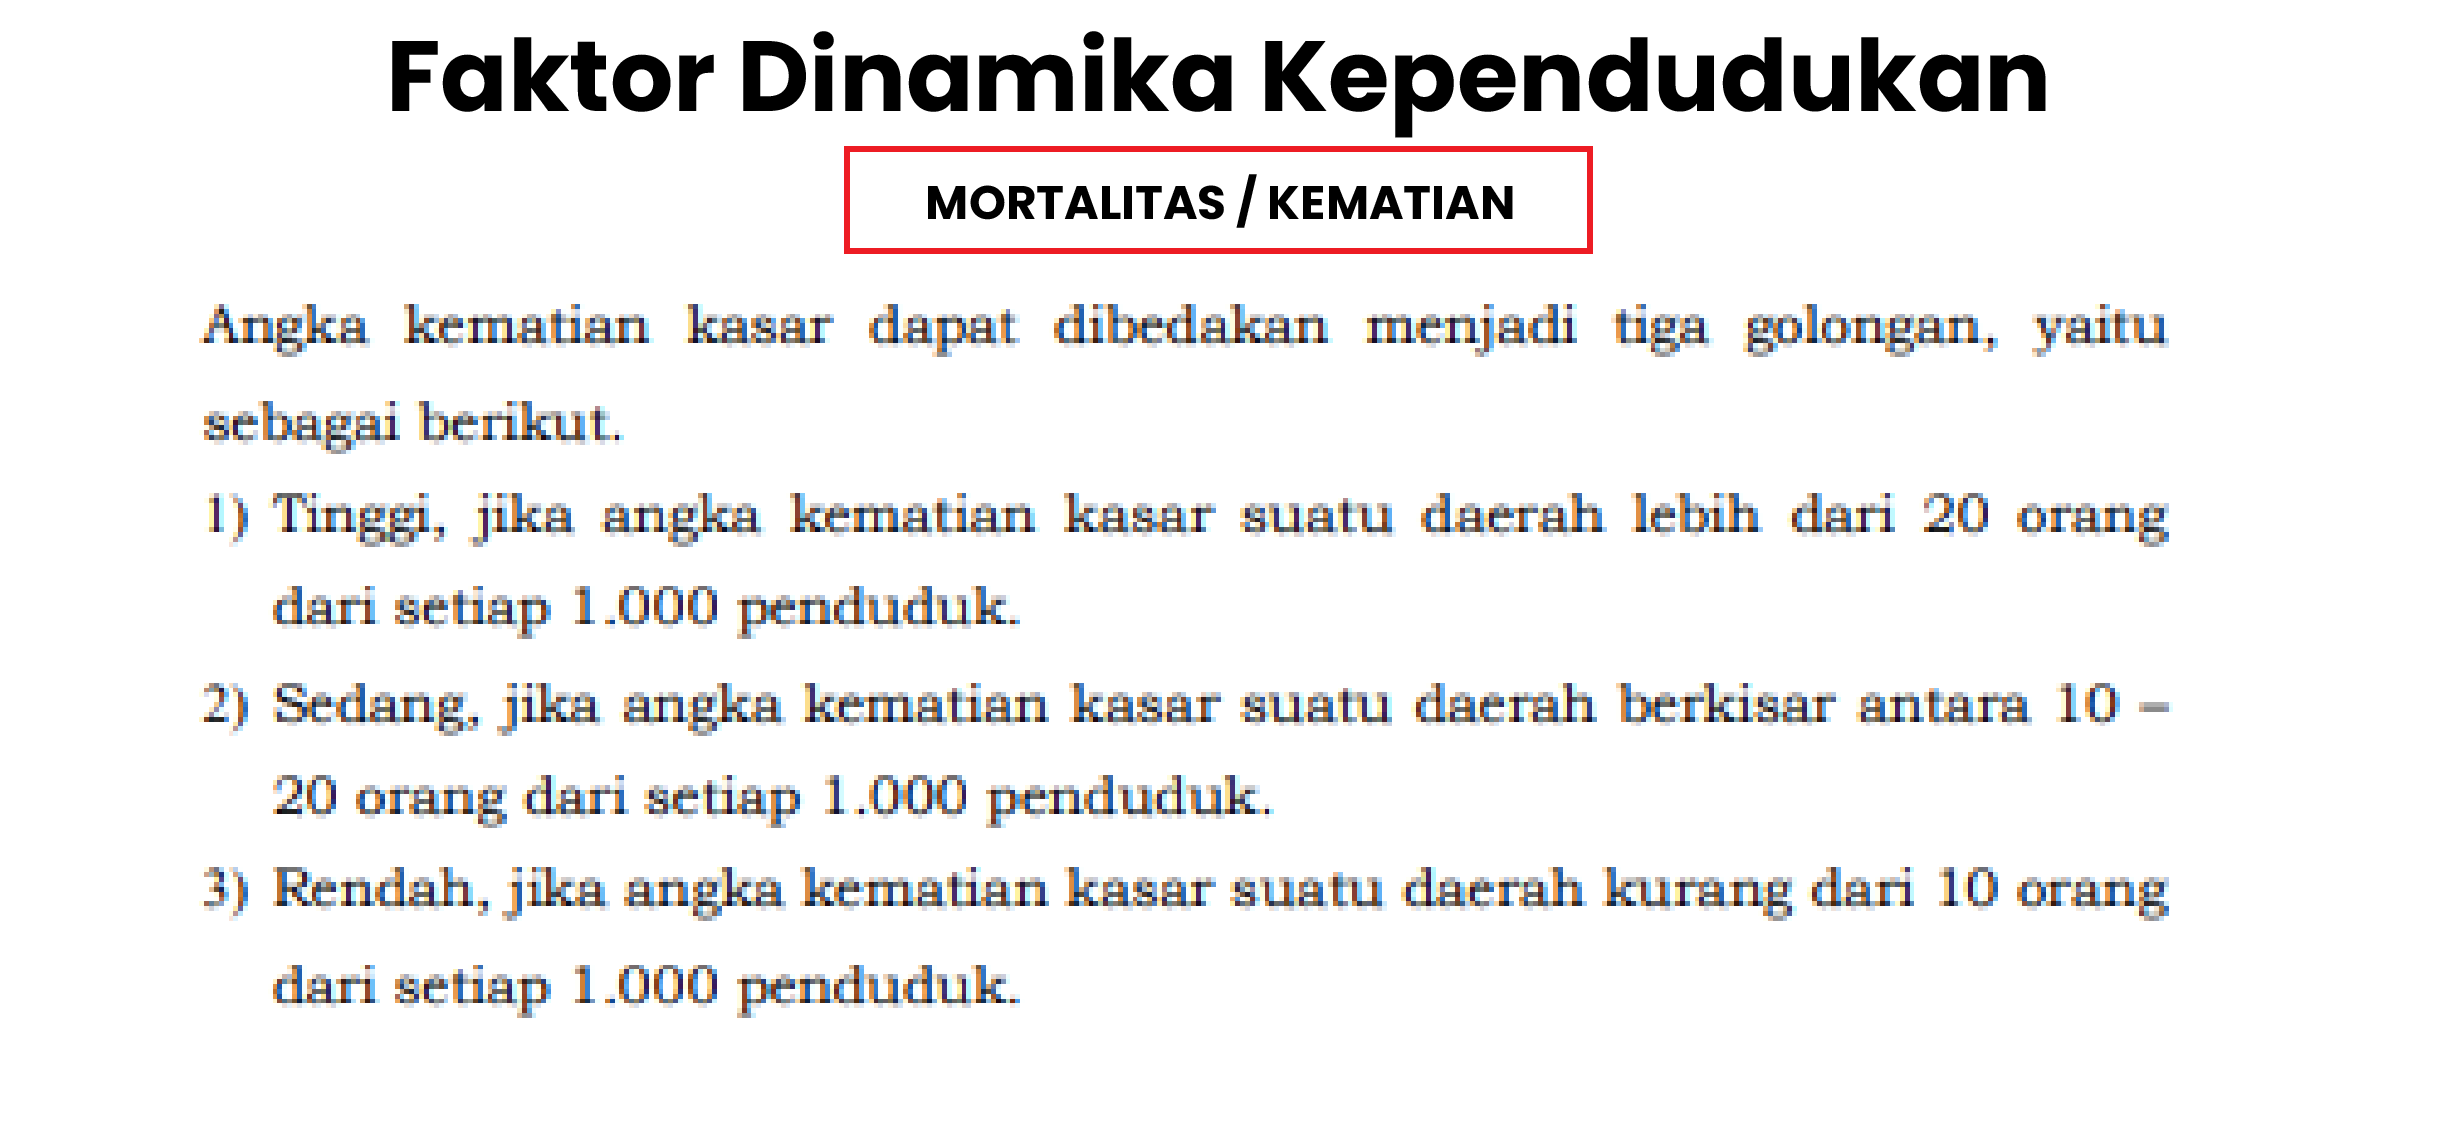 Faktor Dinamika Kependudukan
MORTALITAS / KEMATIAN
Angka kematian kasar dapat dibedakan menjadi tiga golongan, yaitu
sebagai berikut.
1) Tinggi, jika angka kematian kasar suatu daerah lebih dari 20 orang
dari setiap 1.000 penduduk.
2) Sedang, jika angka kematian kasar suatu daerah berkisar antara 10 –
20 orang dari setiap 1.000 penduduk.
3) Rendah, jika angka kematian kasar suatu daerah kurang dari 10 orang
dari setiap 1.000 penduduk.